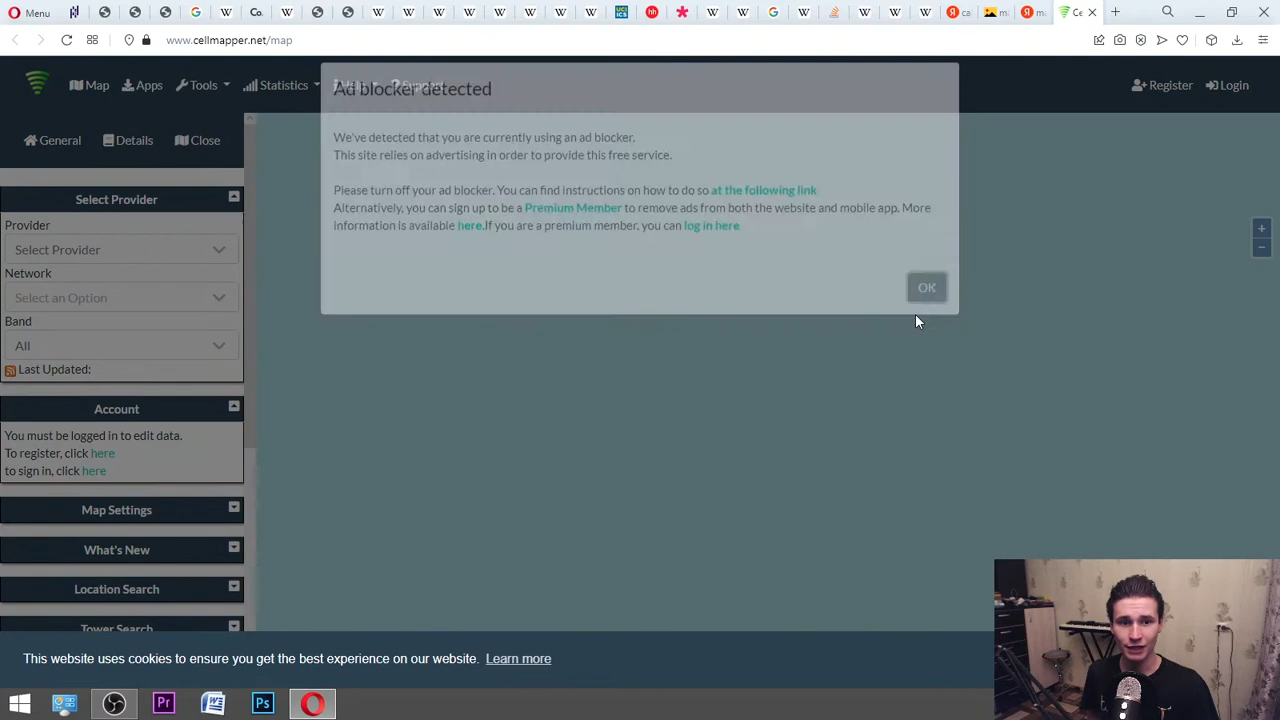 Menu
Co.
ca
m
m
Ce
www.cellmapper.net/map
Map
Apps
Tools
Statistics
Support
Register
Login
Ad blocker detected
General
Details
Close
We've detected that you are currently using an ad blocker.
This site relies on advertising in order to provide this free service.
Please turn off your ad blocker. You can find instructions on how to do so at the following link
Alternatively, you can sign up to be a Premium Member to remove ads from both the website and mobile app. More
information is available here.If you are a premium member, you can log in here
OK
Select Provider
Provider
Select Provider
Network
Select an Option
Band
All
Last Updated:
Account
You must be logged in to edit data.
To register, click here
to sign in, click here
Map Settings
What's New
Location Search
Tower Search
This website uses cookies to ensure you get the best experience on our website. Learn more
Pr
W
Ps